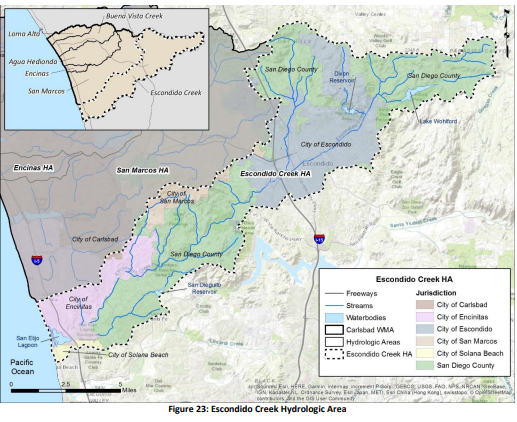 Buena Vista Creek
Loma Alta
Agua Hedionda
Encinas
San Marcos
Escondido Creek
Valley Center
San Diego County
Dixon
Reservoir
San Diego County
Lake Wohlford
City of Escondido
Escondido
Encinas HA
San Marcos HA
Escondido Creek HA
City of
San Marcos
City of Carlsbad
San Diego County
I-5
I-15
San Dieguito
Reservoir
City of
Encinitas
San Elijo
Lagoon
City of Solana Beach
Pacific
Ocean
0 2.5 5
Miles
Escondido Creek HA
Freeways
Streams
Waterbodies
Carlsbad WMA
Hydrologic Areas
Escondido Creek HA
Jurisdiction
City of Carlsbad
City of Encinitas
City of Escondido
City of San Marcos
City of Solana Beach
San Diego County
Sources: Esri, HERE, Garmin, Intermap, increment P Corp., GEBCO, USGS, FAO, NPS, NRCAN, GeoBase,
IGN, Kadaster NL, Ordnance Survey, Esri Japan, METI, Esri China (Hong Kong), swisstopo, © OpenStreetMap
contributors, and the GIS User Community
Figure 23: Escondido Creek Hydrologic Area